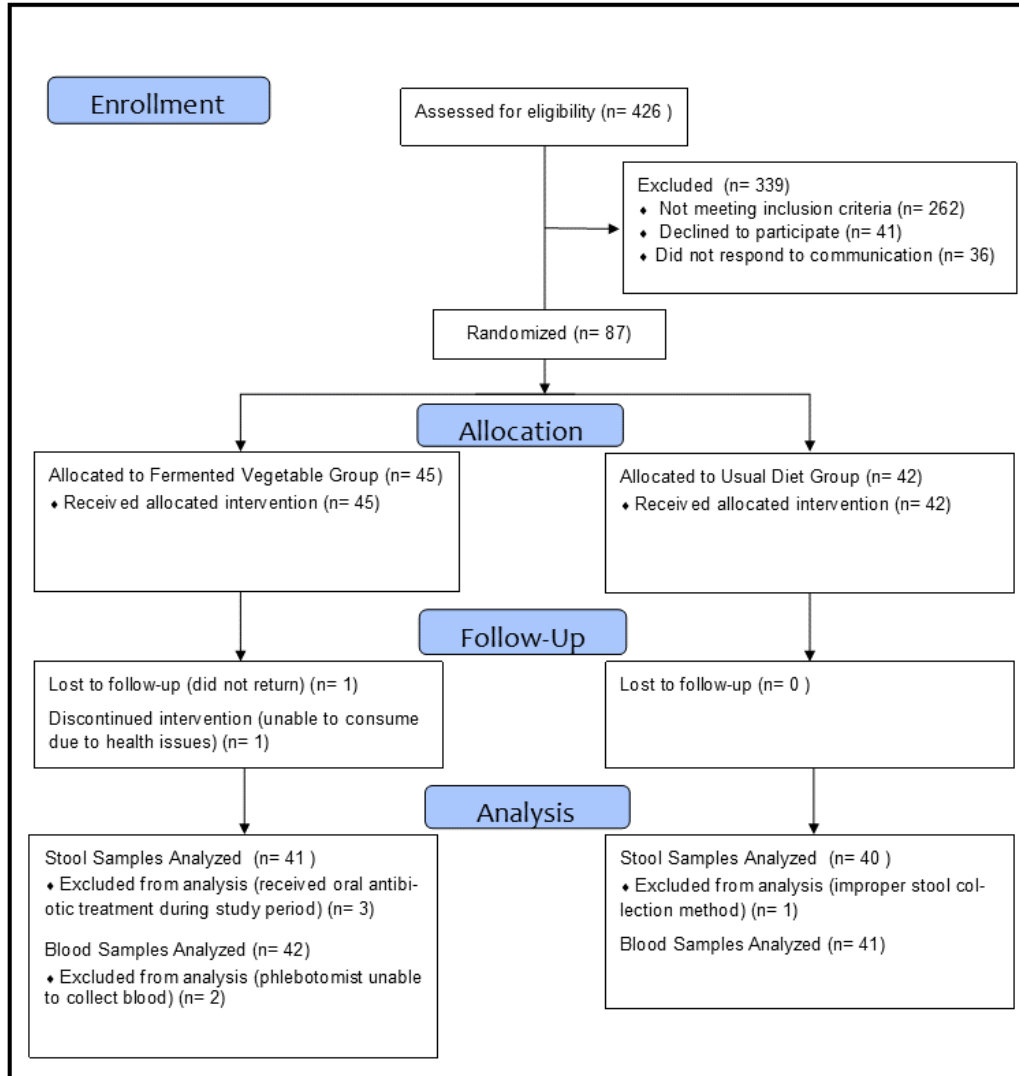 Enrollment
Assessed for eligibility (n= 426 )
Excluded (n= 339)
♦ Not meeting inclusion criteria (n= 262)
♦ Declined to participate (n= 41)
♦ Did not respond to communication (n= 36)
Randomized (n= 87)
Allocation
Allocated to Fermented Vegetable Group (n= 45)
♦ Received allocated intervention (n= 45)
Allocated to Usual Diet Group (n= 42)
♦ Received allocated intervention (n= 42)
Follow-Up
Lost to follow-up (did not return) (n= 1)
Discontinued intervention (unable to consume
due to health issues) (n= 1)
Lost to follow-up (n= 0 )
Analysis
Stool Samples Analyzed (n= 41 )
♦ Excluded from analysis (received oral antibi-
otic treatment during study period) (n= 3)
Blood Samples Analyzed (n= 42)
♦ Excluded from analysis (phlebotomist unable
to collect blood) (n= 2)
Stool Samples Analyzed (n= 40 )
♦ Excluded from analysis (improper stool col-
lection method) (n= 1)
Blood Samples Analyzed (n= 41)